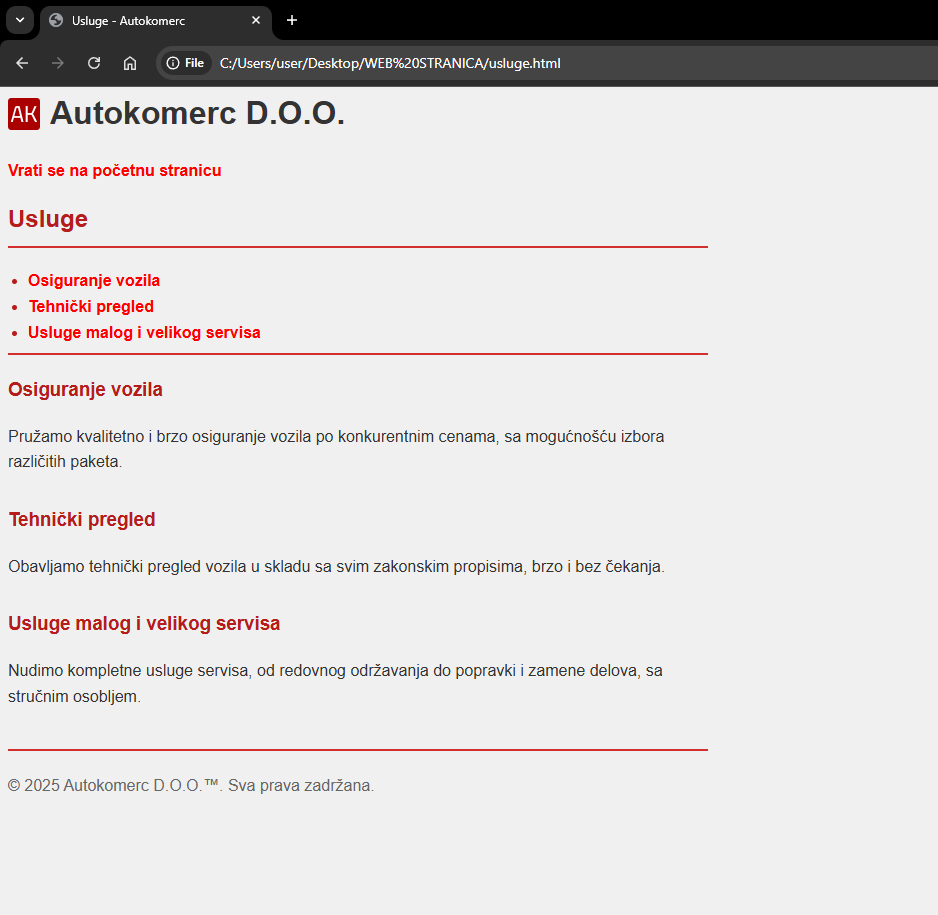 Usluge - Autokomerc
File
C:/Users/user/Desktop/WEB%20STRANICA/usluge.html
AK Autokomerc D.O.O.
Vrati se na početnu stranicu
Usluge
• Osiguranje vozila
• Tehnički pregled
• Usluge malog i velikog servisa
Osiguranje vozila
Pružamo kvalitetno i brzo osiguranje vozila po konkurentnim cenama, sa mogućnošću izbora
različitih paketa.
Tehnički pregled
Obavljamo tehnički pregled vozila u skladu sa svim zakonskim propisima, brzo i bez čekanja.
Usluge malog i velikog servisa
Nudimo kompletne usluge servisa, od redovnog održavanja do popravki i zamene delova, sa
stručnim osobljem.
© 2025 Autokomerc D.O.O.™. Sva prava zadržana.